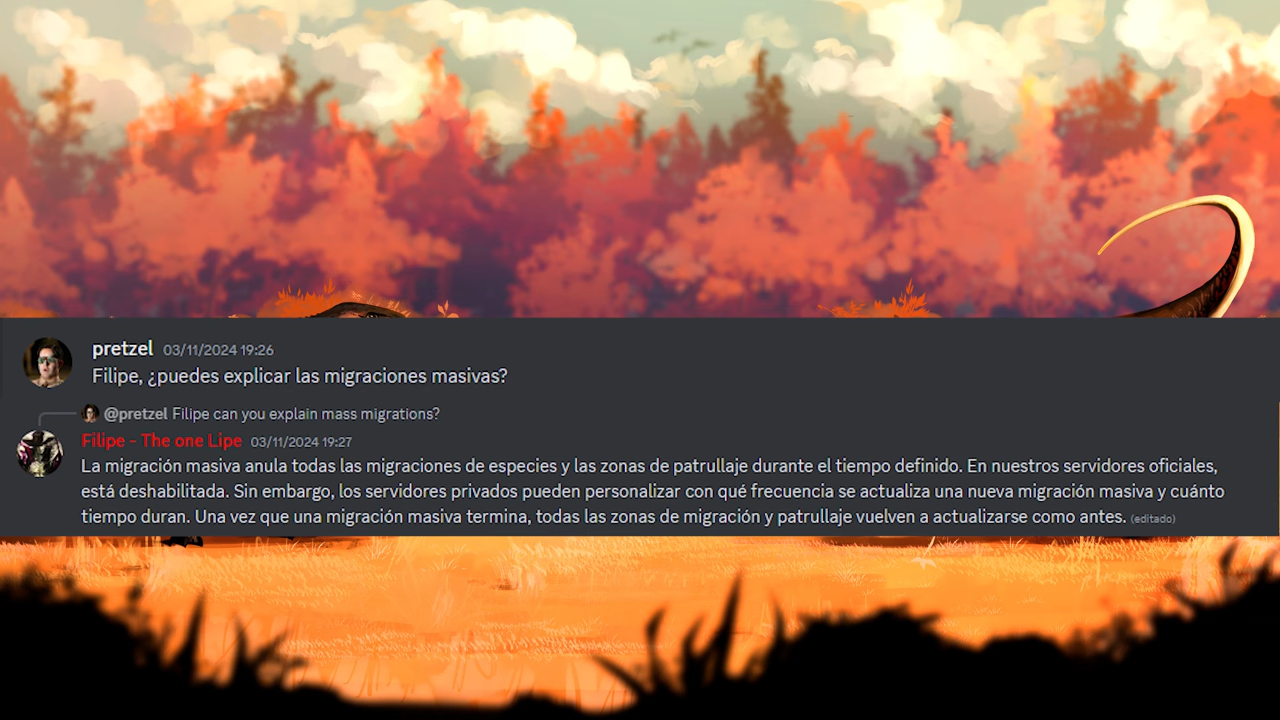 pretzel 03/11/2024 19:26
Filipe, ¿puedes explicar las migraciones masivas?
@pretzel Filipe can you explain mass migrations?
Filipe - The one Lipe 03/11/2024 19:27
La migración masiva anula todas las migraciones de especies y las zonas de patrullaje durante el tiempo definido. En nuestros servidores oficiales,
está deshabilitada. Sin embargo, los servidores privados pueden personalizar con qué frecuencia se actualiza una nueva migración masiva y cuánto
tiempo duran. Una vez que una migración masiva termina, todas las zonas de migración y patrullaje vuelven a actualizarse como antes. (editado)